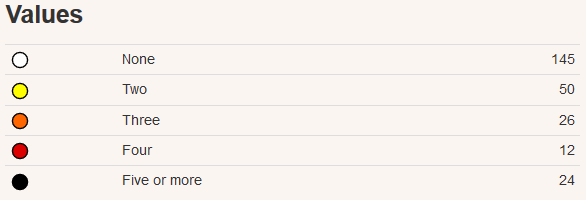 Values
None 145
Two 50
Three 26
Four 12
Five or more 24